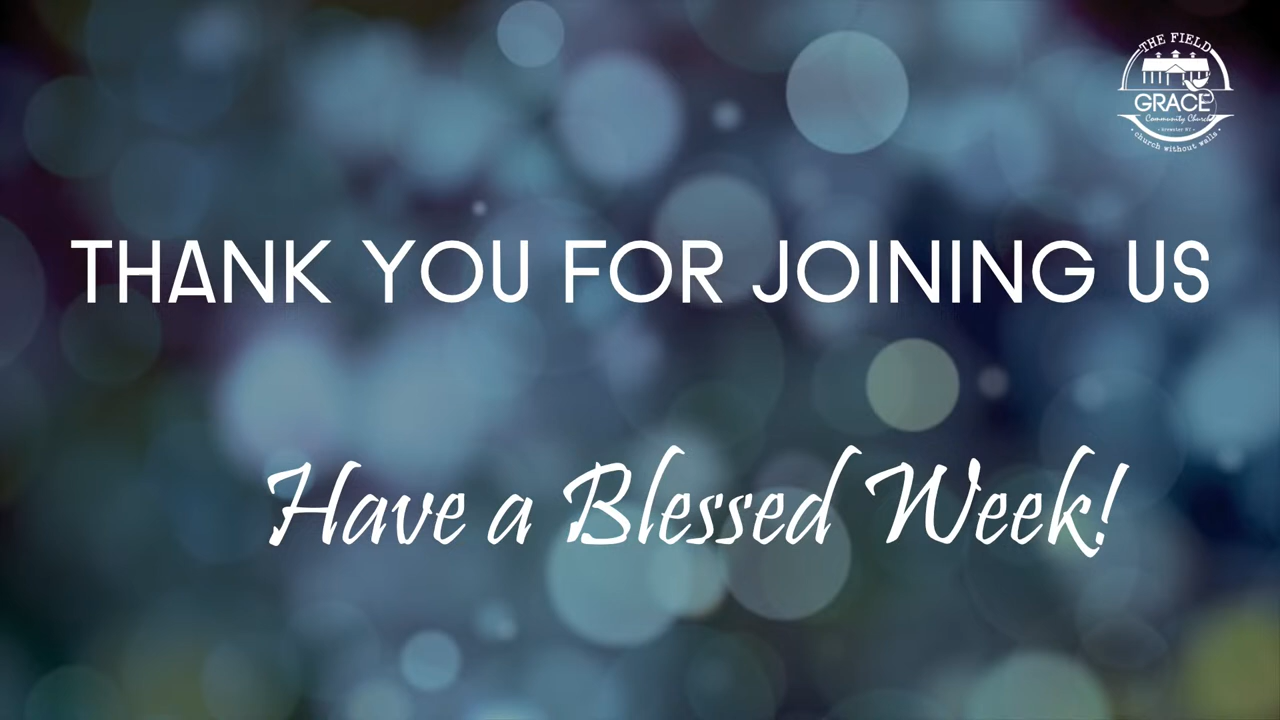 THE FIELD
GRACE
Community Church
church without walls
THANK YOU FOR JOINING US
Have a Blessed Week!